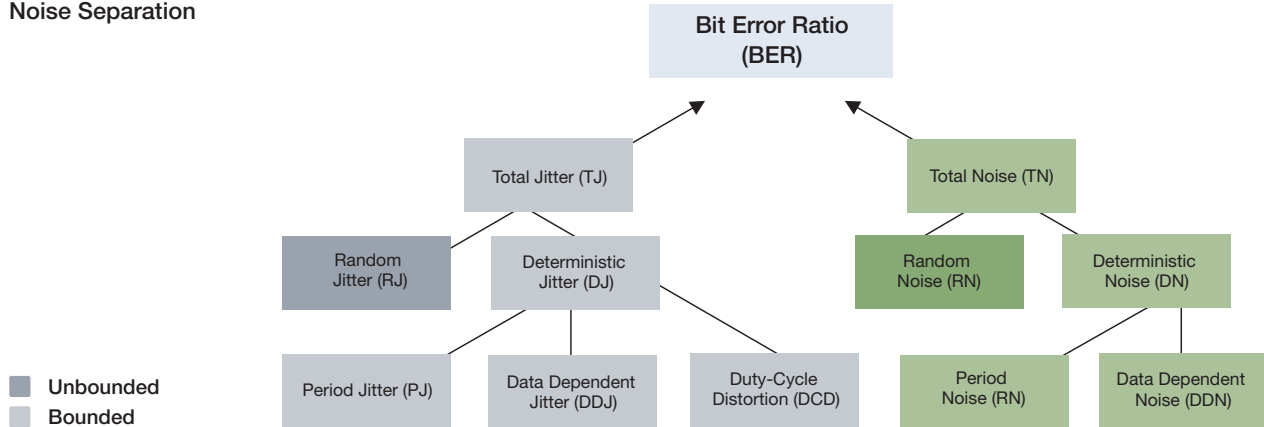 Noise Separation
Bit Error Ratio
(BER)
Total Jitter (TJ)
Total Noise (TN)
Random
Jitter (RJ)
Deterministic
Jitter (DJ)
Random
Noise (RN)
Deterministic
Noise (DN)
Period Jitter (PJ)
Data Dependent
Jitter (DDJ)
Duty-Cycle
Distortion (DCD)
Period
Noise (RN)
Data Dependent
Noise (DDN)
Unbounded
Bounded